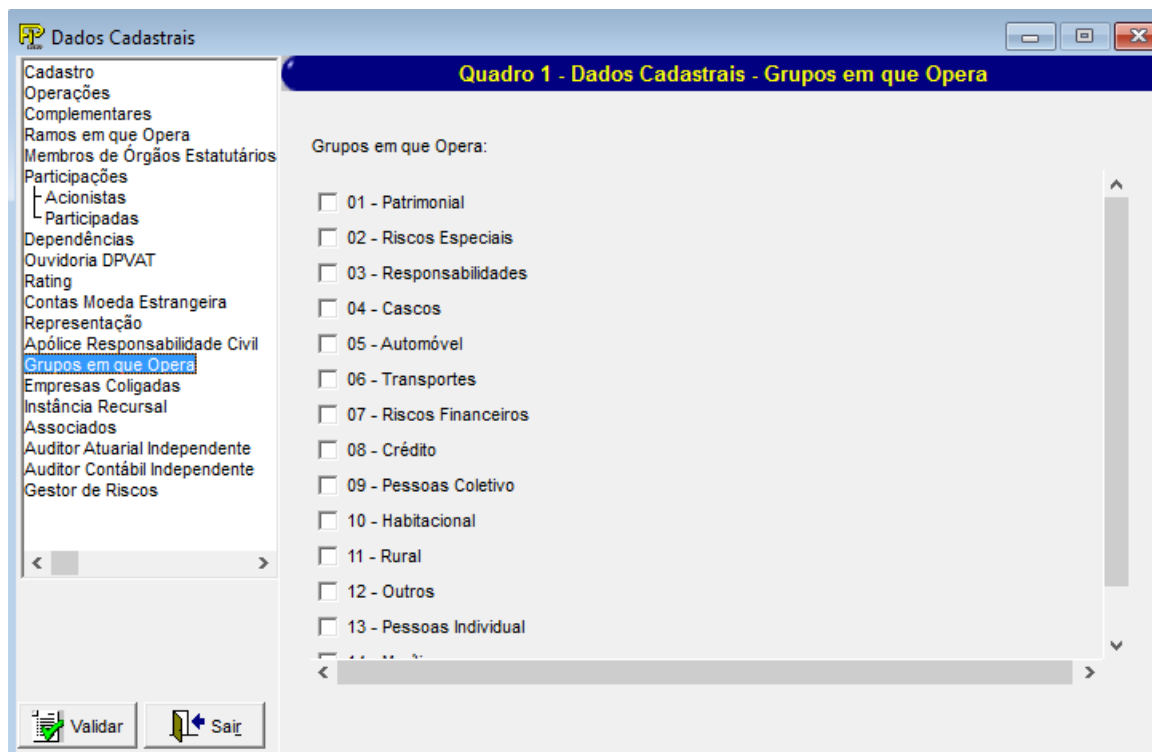 Dados Cadastrais
Cadastro
Operações
Complementares
Ramos em que Opera
Membros de Órgãos Estatutários
Participações
Acionistas
Participadas
Dependências
Ouvidoria DPVAT
Rating
Contas Moeda Estrangeira
Representação
Apólice Responsabilidade Civil
Grupos em que Opera
Empresas Coligadas
Instância Recursal
Associados
Auditor Atuarial Independente
Auditor Contábil Independente
Gestor de Riscos
Validar
Sair
Quadro 1 - Dados Cadastrais - Grupos em que Opera
Grupos em que Opera:
01 - Patrimonial
02 - Riscos Especiais
03 - Responsabilidades
04 - Cascos
05 - Automóvel
06 - Transportes
07 - Riscos Financeiros
08 - Crédito
09 - Pessoas Coletivo
10 - Habitacional
11 - Rural
12 - Outros
13 - Pessoas Individual